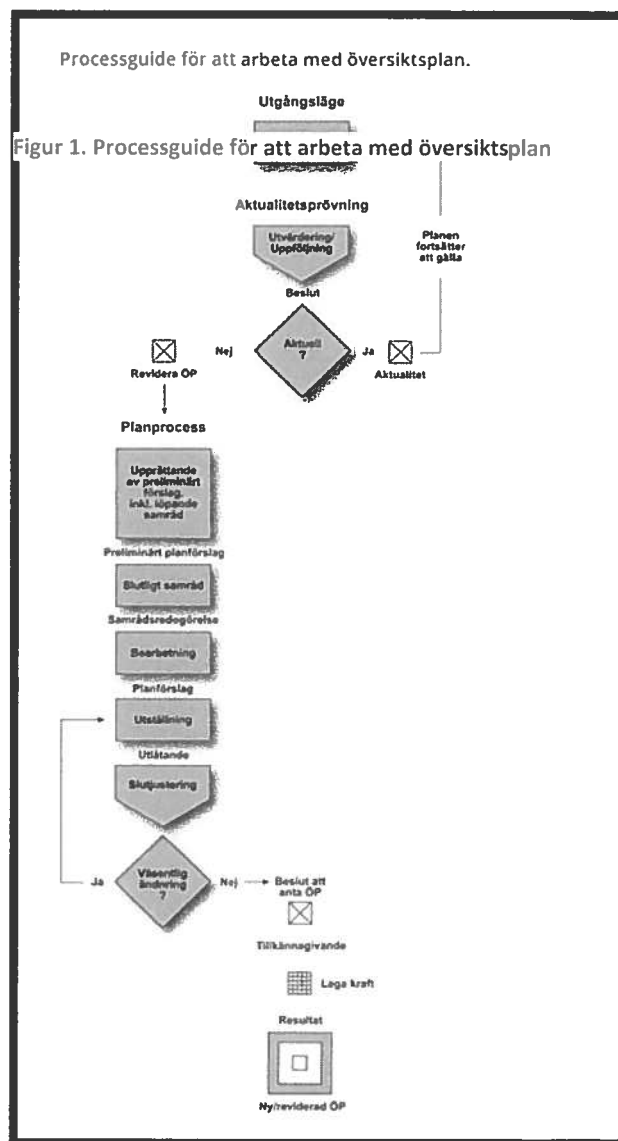 Processguide för att arbeta med översiktsplan.
Utgångsläge
Figur 1. Processguide för att arbeta med översiktsplan
Aktualitetsprövning
Utvärdering/
Uppföljning
Planen
fortsätter
att gälla
Beslut
Aktuell
?
Nej
Ja
Revidera ÖP
Aktualitet
Planprocess
Upprättande
av preliminärt
förslag,
inkl. löpande
samråd
Preliminärt planförslag
Slutligt samråd
Samrådsredogörelse
Bearbetning
Planförslag
Utställning
Utlåtande
Slutjustering
Väsentlig
ändring
?
Ja
Nej
Beslut att
anta ÖP
Tillkännagivande
Laga kraft
Resultat
Ny/reviderad ÖP